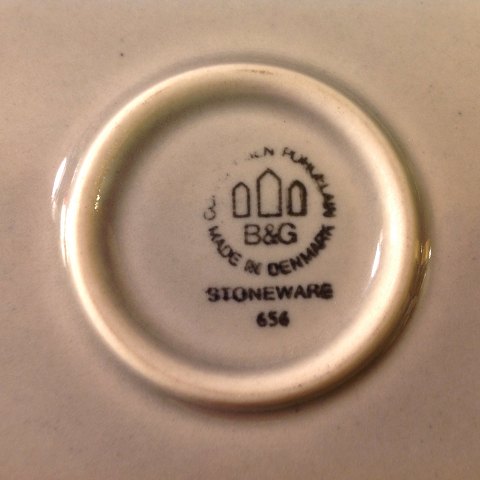 COPENHAGEN PORCELAIN
B&G
MADE IN DENMARK
STONEWARE
656